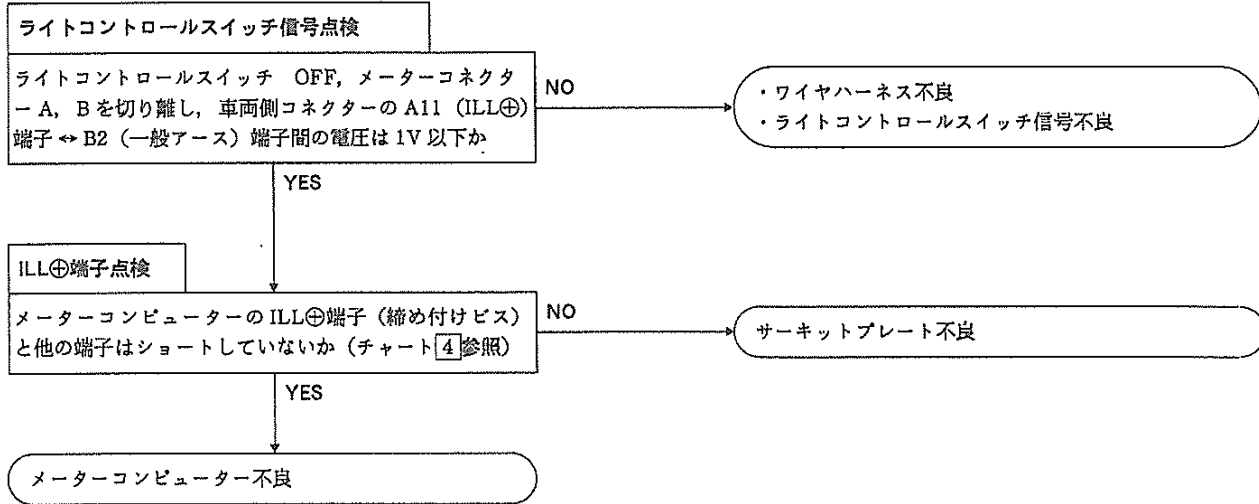 ライトコントロールスイッチ信号点検
ライトコントロールスイッチ OFF, メーターコネクタ
ー A, B を切り離し, 車両側コネクターの A11 (ILL⊕)
端子 ↔ B2 (一般アース) 端子間の電圧は 1V 以下か
NO
・ワイヤハーネス不良
・ライトコントロールスイッチ信号不良
YES
ILL⊕端子点検
メーターコンピューターの ILL⊕端子 (締め付けビス)
と他の端子はショートしていないか (チャート 4 参照)
NO
サーキットプレート不良
YES
メーターコンピューター不良